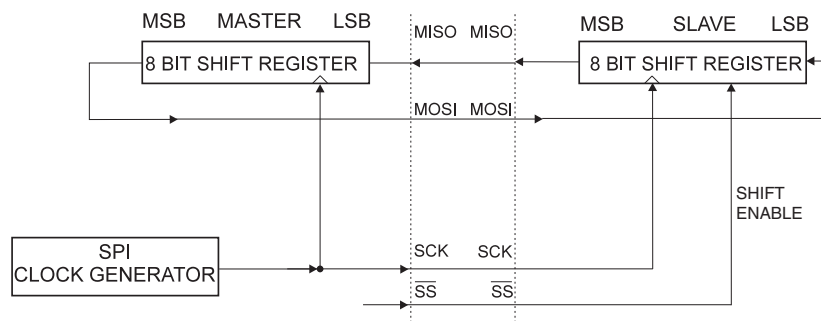 MSB MASTER LSB
MISO MISO
MSB SLAVE LSB
8 BIT SHIFT REGISTER
8 BIT SHIFT REGISTER
MOSI MOSI
SHIFT
ENABLE
SPI
CLOCK GENERATOR
SCK SCK
SS SS